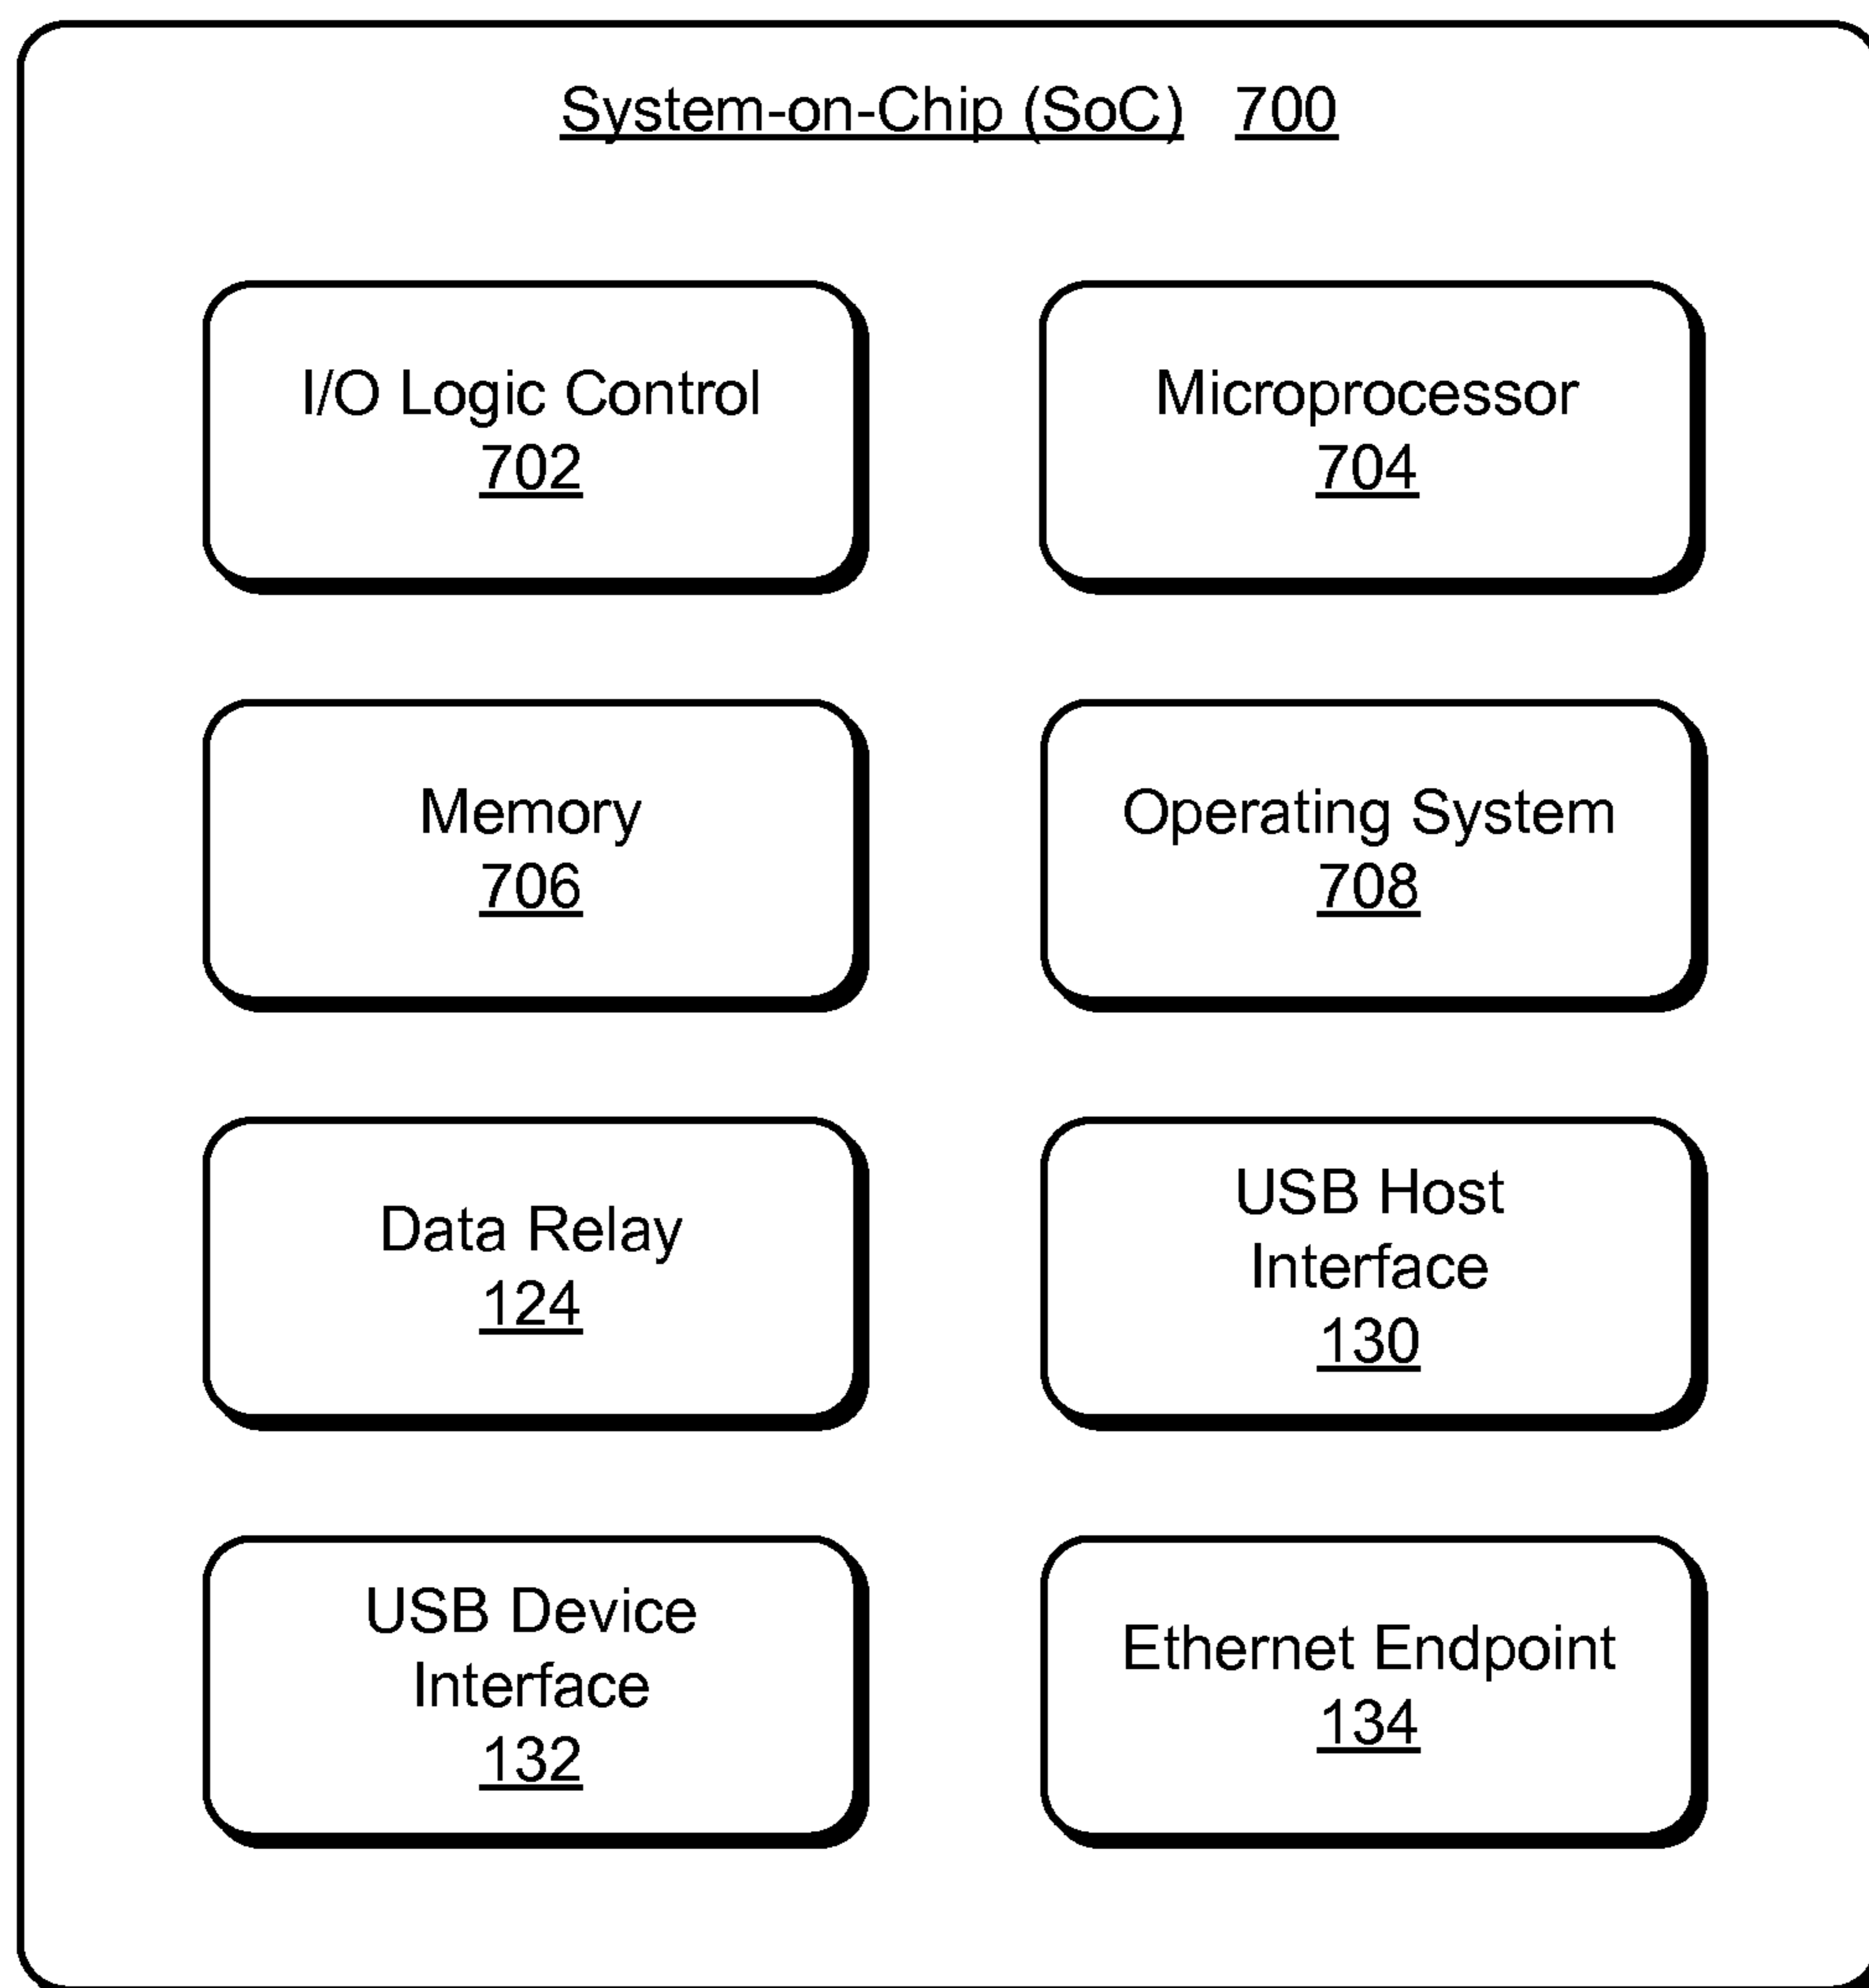 System-on-Chip (SoC) 700
I/O Logic Control
702
Microprocessor
704
Memory
706
Operating System
708
Data Relay
124
USB Host
Interface
130
USB Device
Interface
132
Ethernet Endpoint
134